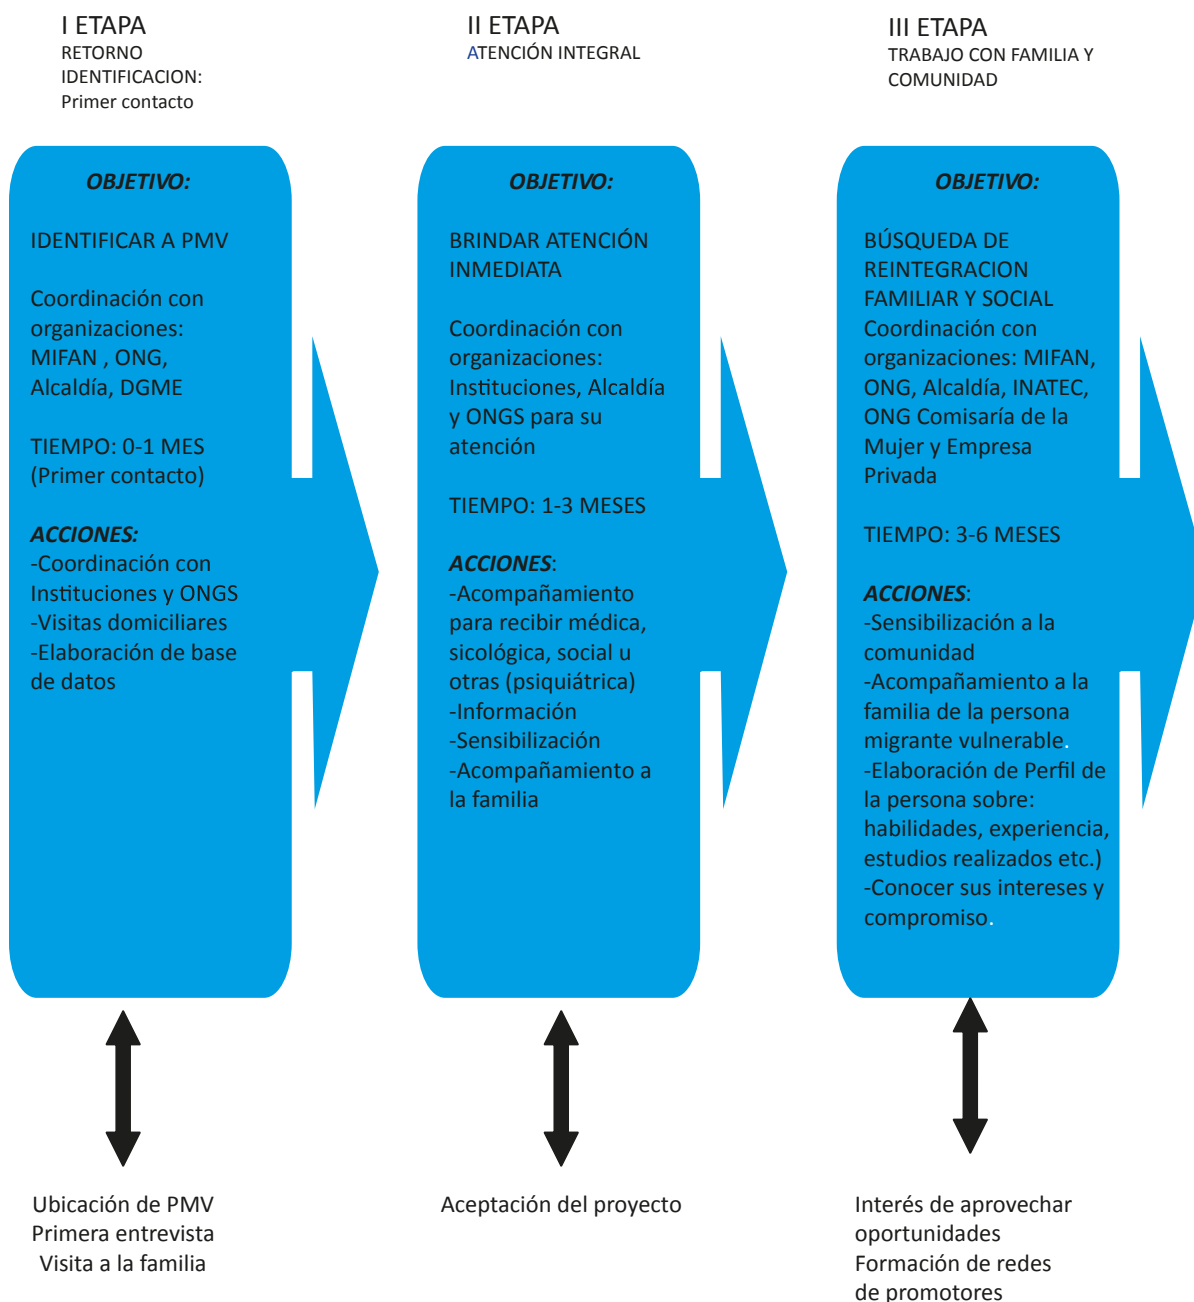 I ETAPA
RETORNO
IDENTIFICACION:
Primer contacto
II ETAPA
ATENCIÓN INTEGRAL
III ETAPA
TRABAJO CON FAMILIA Y
COMUNIDAD
OBJETIVO:
IDENTIFICAR A PMV
Coordinación con
organizaciones:
MIFAN , ONG,
Alcaldía, DGME
TIEMPO: 0-1 MES
(Primer contacto)
ACCIONES:
-Coordinación con
Instituciones y ONGS
-Visitas domiciliares
-Elaboración de base
de datos
OBJETIVO:
BRINDAR ATENCIÓN
INMEDIATA
Coordinación con
organizaciones:
Instituciones, Alcaldía
y ONGS para su
atención
TIEMPO: 1-3 MESES
ACCIONES:
-Acompañamiento
para recibir médica,
sicológica, social u
otras (psiquiátrica)
-Información
-Sensibilización
-Acompañamiento a
la familia
OBJETIVO:
BÚSQUEDA DE
REINTEGRACION
FAMILIAR Y SOCIAL
Coordinación con
organizaciones: MIFAN,
ONG, Alcaldía, INATEC,
ONG Comisaría de la
Mujer y Empresa
Privada
TIEMPO: 3-6 MESES
ACCIONES:
-Sensibilización a la
comunidad
-Acompañamiento a la
familia de la persona
migrante vulnerable.
-Elaboración de Perfil de
la persona sobre:
habilidades, experiencia,
estudios realizados etc.)
-Conocer sus intereses y
compromiso.
Ubicación de PMV
Primera entrevista
Visita a la familia
Aceptación del proyecto
Interés de aprovechar
oportunidades
Formación de redes
de promotores